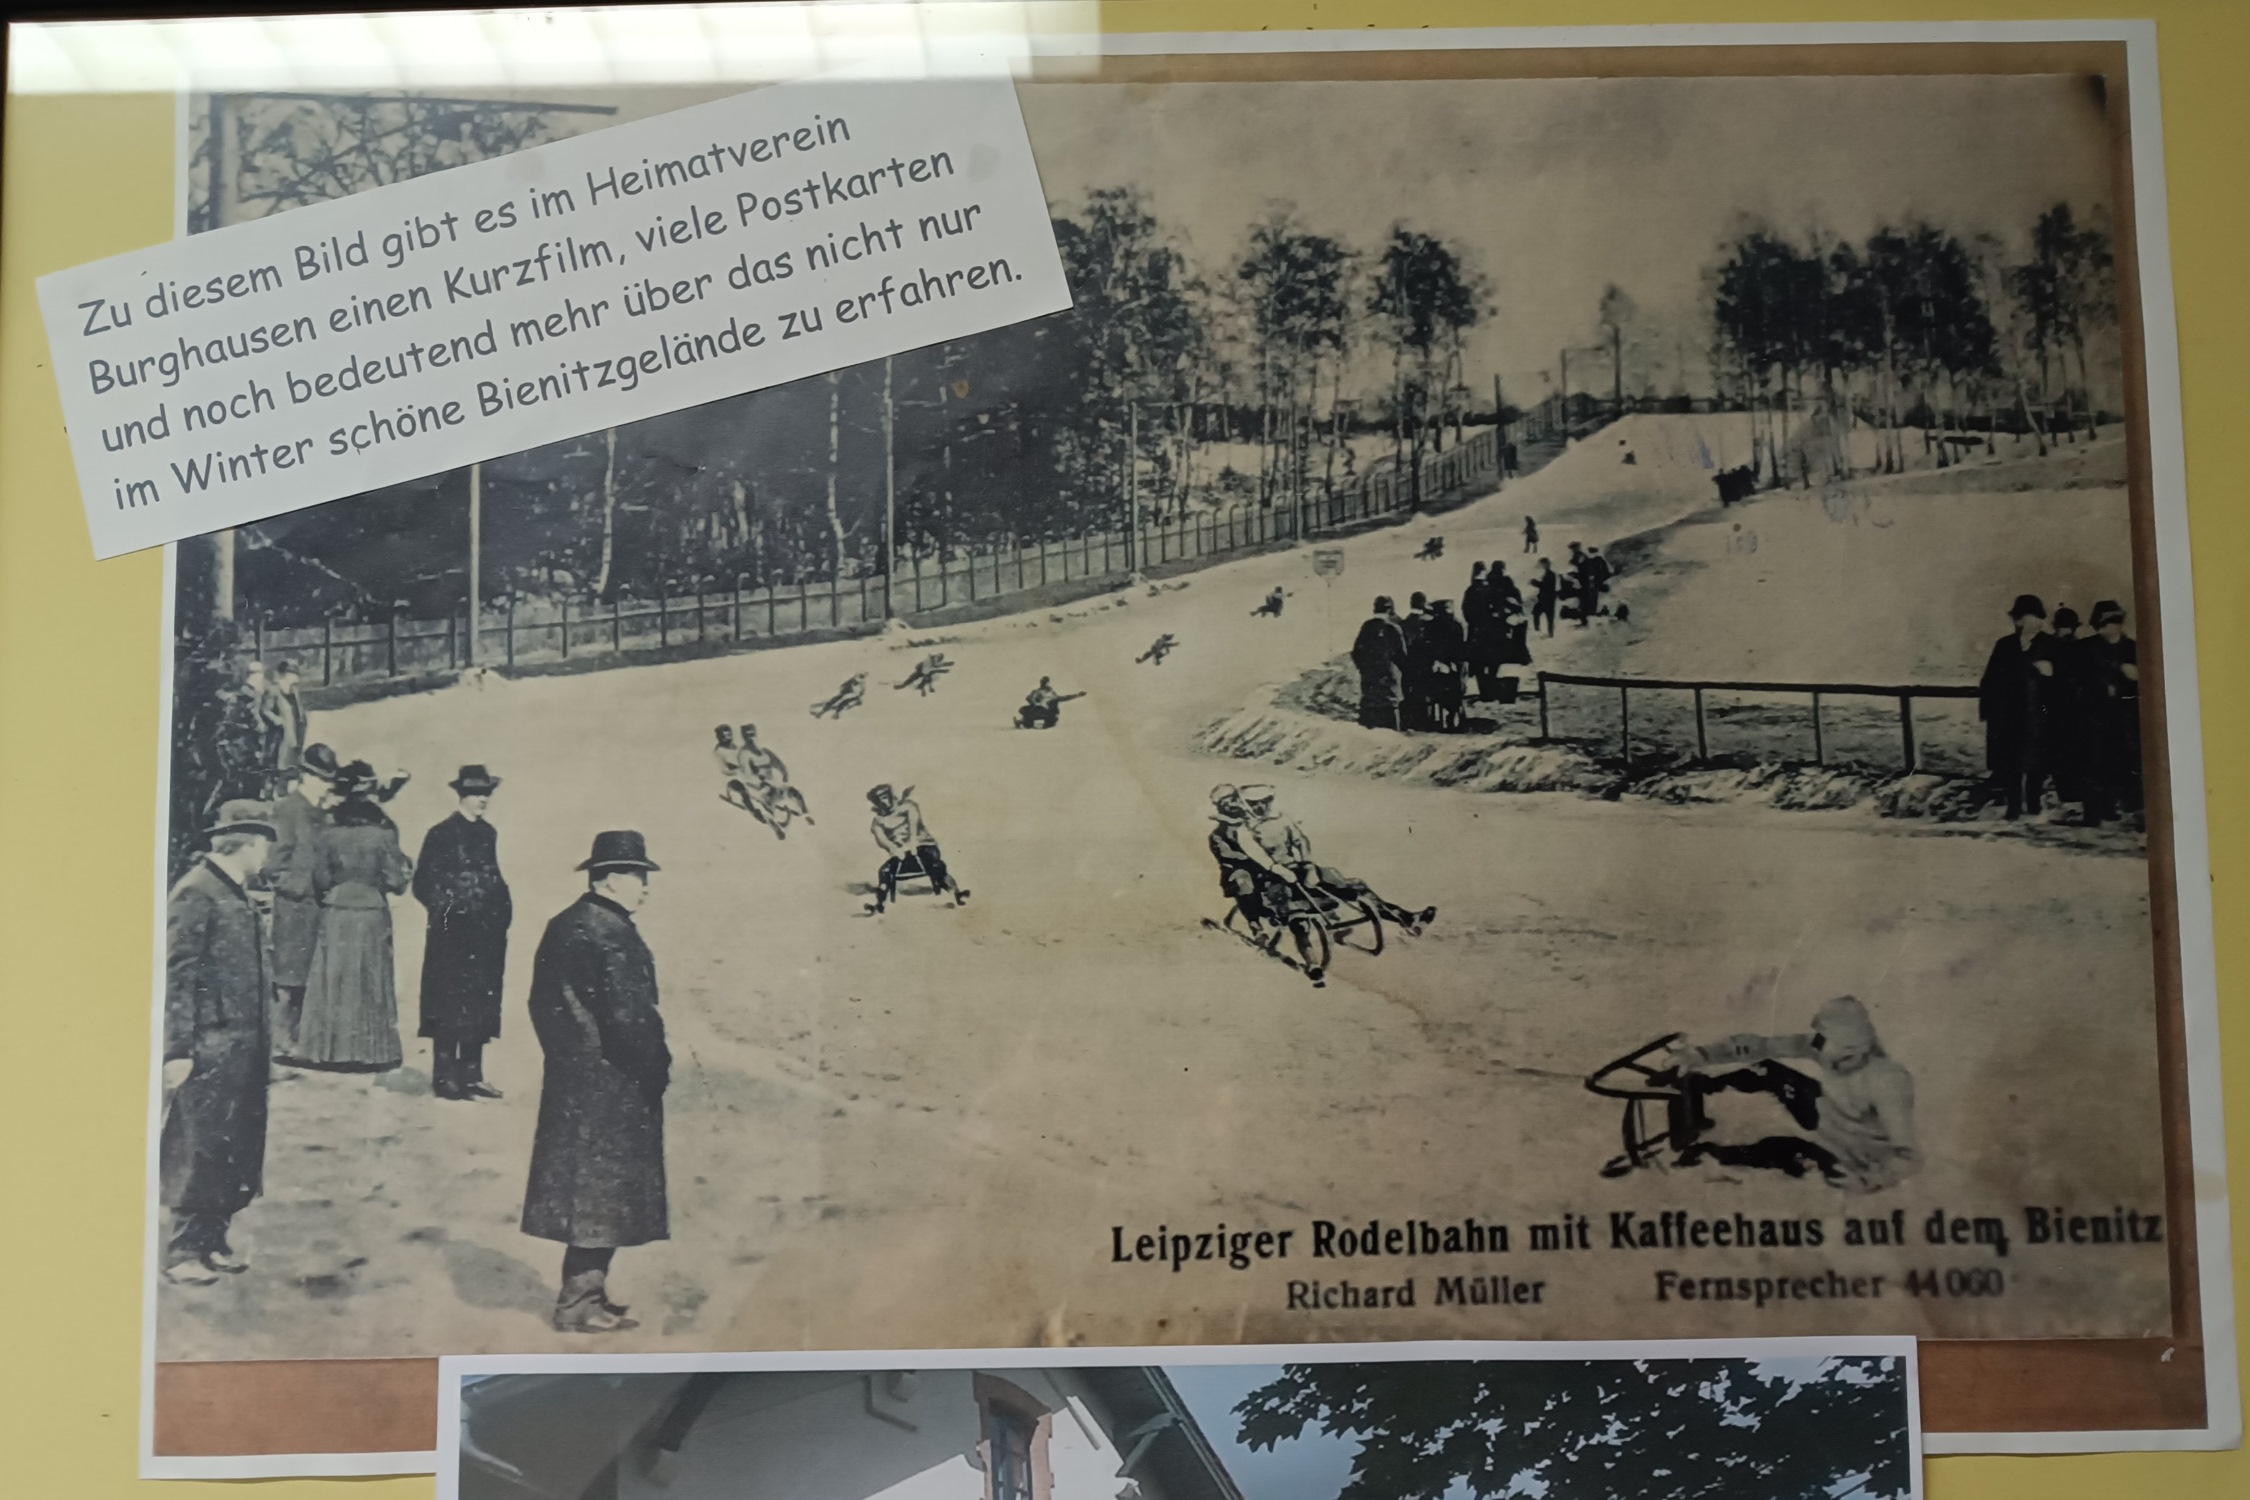 Zu diesem Bild gibt es im Heimatverein
Burghausen einen Kurzfilm, viele Postkarten
und noch bedeutend mehr über das nicht nur
im Winter schöne Bienitzgelände zu erfahren.
Leipziger Rodelbahn mit Kaffeehaus auf dem Bienitz
Richard Müller Fernsprecher 44060